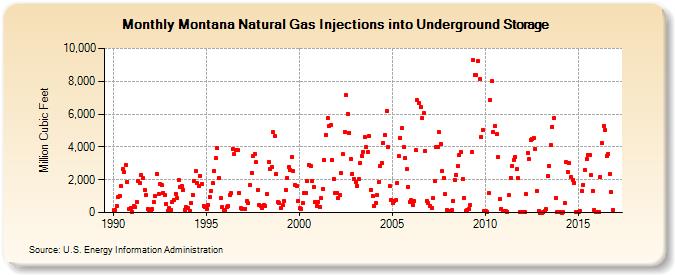 Monthly Montana Natural Gas Injections into Underground Storage
Million Cubic Feet
10,000
8,000
6,000
4,000
2,000
0
1990 1995 2000 2005 2010 2015
Source: U.S. Energy Information Administration